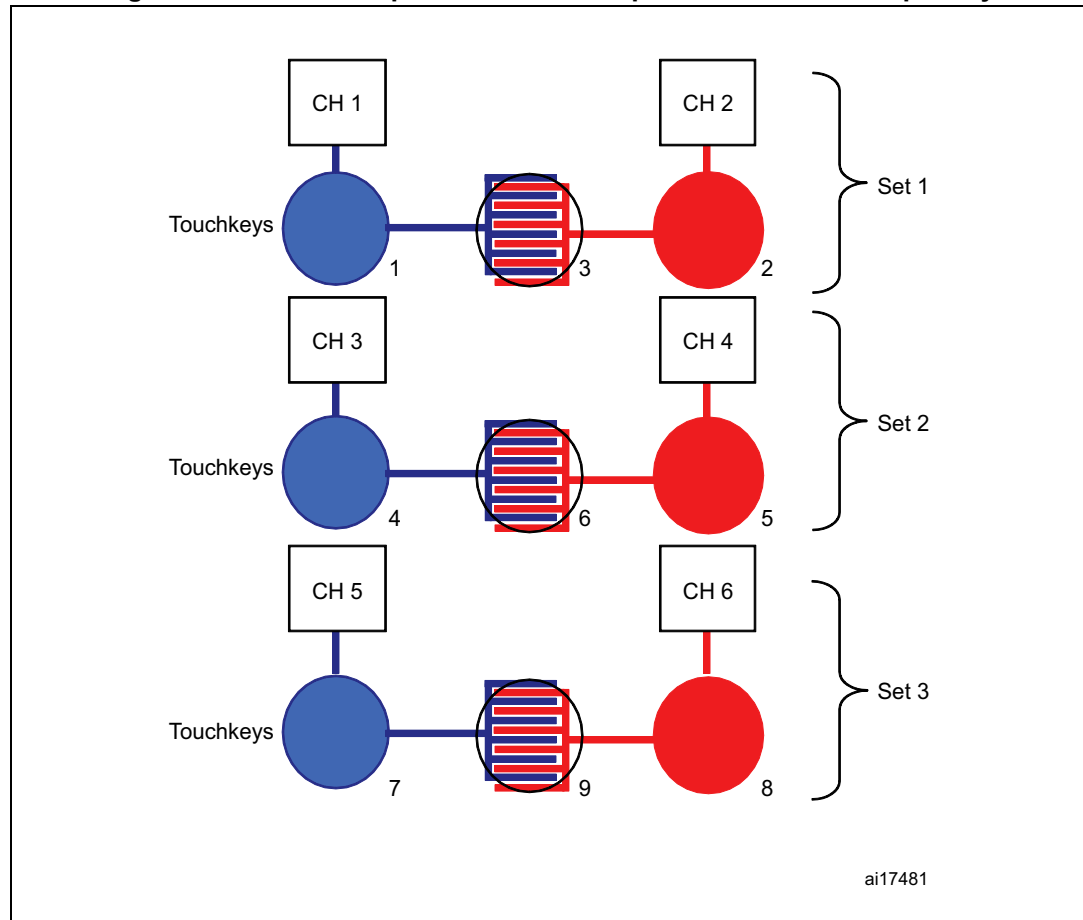 CH 1
CH 2
Set 1
Touchkeys
1
3
2
CH 3
CH 4
Set 2
Touchkeys
4
6
5
CH 5
CH 6
Set 3
Touchkeys
7
9
8
ai17481